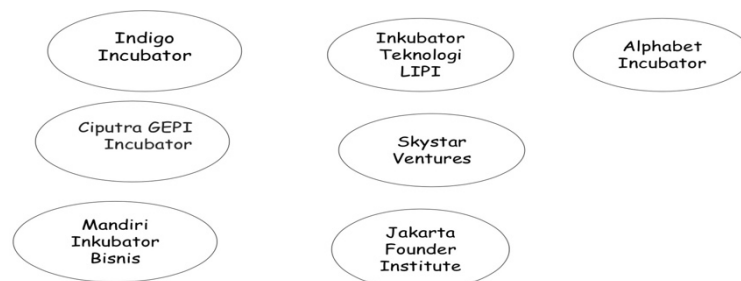 Indigo
Incubator
Inkubator
Teknologi
LIPI
Alphabet
Incubator
Ciputra GEPI
Incubator
Skystar
Ventures
Mandiri
Inkubator
Bisnis
Jakarta
Founder
Institute